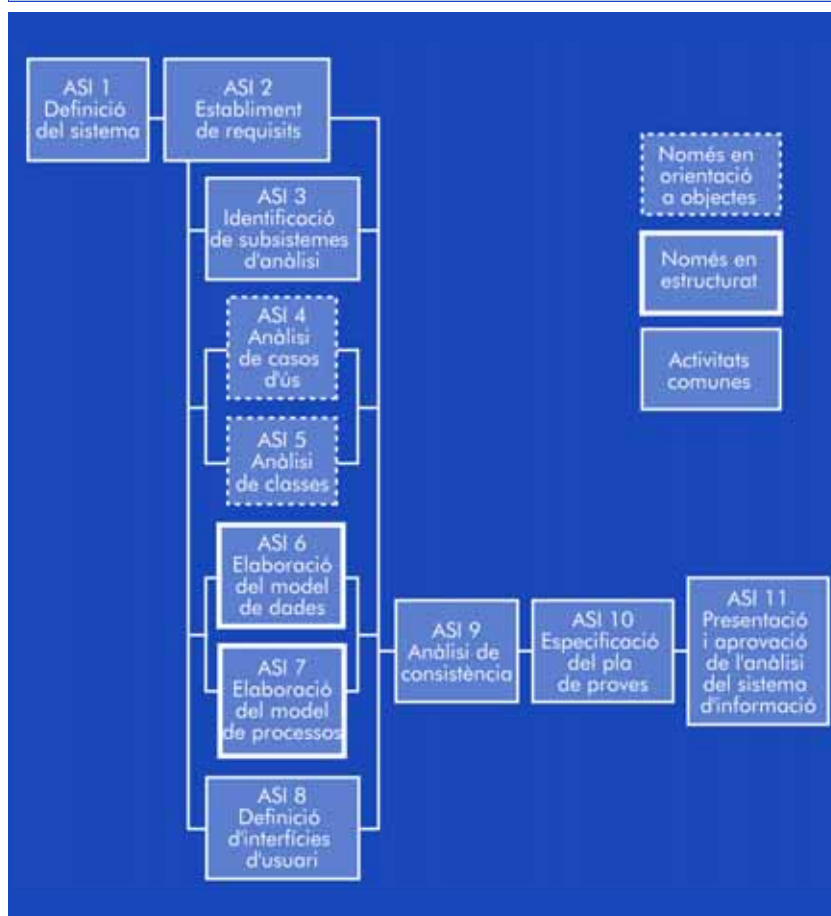 ASI 1
Definició
del sistema
ASI 2
Establiment
de requisits
ASI 3
Identificació
de subsistemes
d'anàlisi
ASI 4
Anàlisi
de casos
d'ús
ASI 5
Anàlisi
de classes
ASI 6
Elaboració
del model
de dades
ASI 7
Elaboració
del model
de processos
ASI 8
Definició
d'interfícies
d'usuari
ASI 9
Anàlisi de
consistència
ASI 10
Especificació
del pla
de proves
ASI 11
Presentació
i aprovació
de l'anàlisi
del sistema
d'informació
Només en
orientació
a objectes
Només en
estructurat
Activitats
comunes